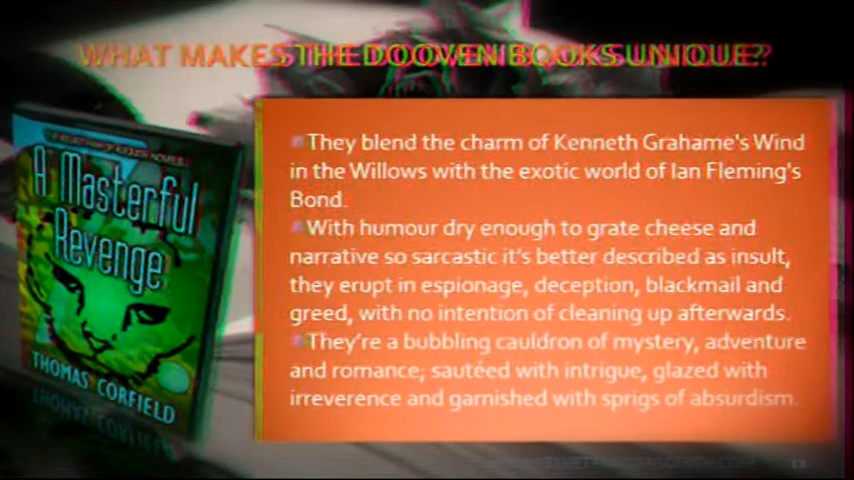 WHAT MAKES THE DOOVEN BOOKS UNIQUE?
They blend the charm of Kenneth Grahame's Wind
in the Willows with the exotic world of Ian Fleming's
Bond.
With humour dry enough to grate cheese and
narrative so sarcastic it's better described as insult,
they erupt in espionage, deception, blackmail and
greed, with no intention of cleaning up afterwards.
They're a bubbling cauldron of mystery, adventure
and romance; sautéed with intrigue, glazed with
irreverence and garnished with sprigs of absurdism.
A Masterful
Revenge
THOMAS CORFIELD